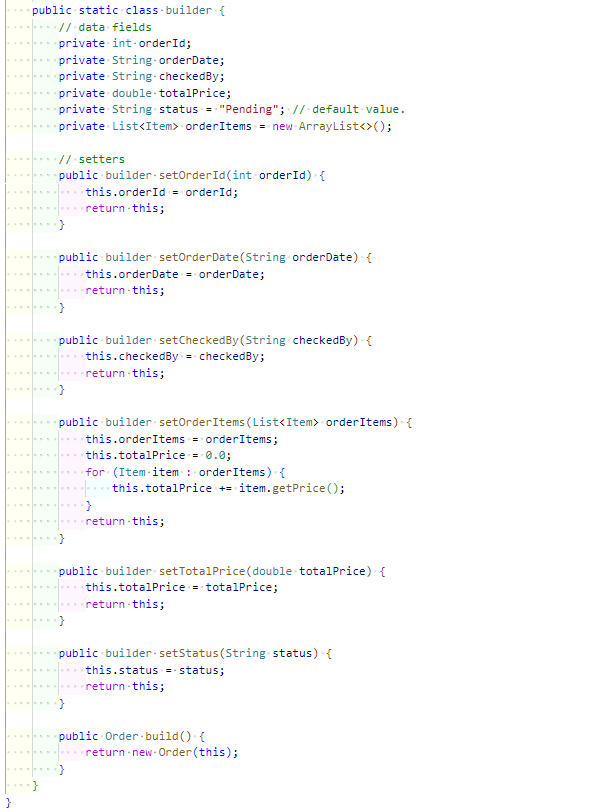 public static class builder {
// data fields
private int orderId;
private String orderDate;
private String checkedBy;
private double totalPrice;
private String status = "Pending"; // default value.
private List<Item> orderItems = new ArrayList<>();
// setters
public builder setOrderId(int orderId) {
this.orderId = orderId;
return this;
}
public builder setOrderDate(String orderDate) {
this.orderDate = orderDate;
return this;
}
public builder setCheckedBy(String checkedBy) {
this.checkedBy = checkedBy;
return this;
}
public builder setOrderItems(List<Item> orderItems) {
this.orderItems = orderItems;
this.totalPrice = 0.0;
for (Item item : orderItems) {
this.totalPrice += item.getPrice();
}
return this;
}
public builder setTotalPrice(double totalPrice) {
this.totalPrice = totalPrice;
return this;
}
public builder setStatus(String status) {
this.status = status;
return this;
}
public Order build() {
return new Order(this);
}
}
}